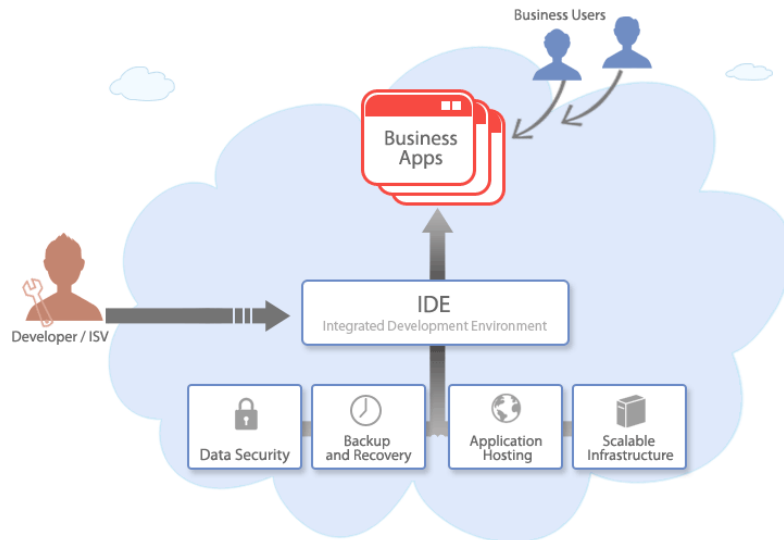 Business Users
Business
Apps
IDE
Integrated Development Environment
Developer / ISV
Data Security
Backup
and Recovery
Application
Hosting
Scalable
Infrastructure